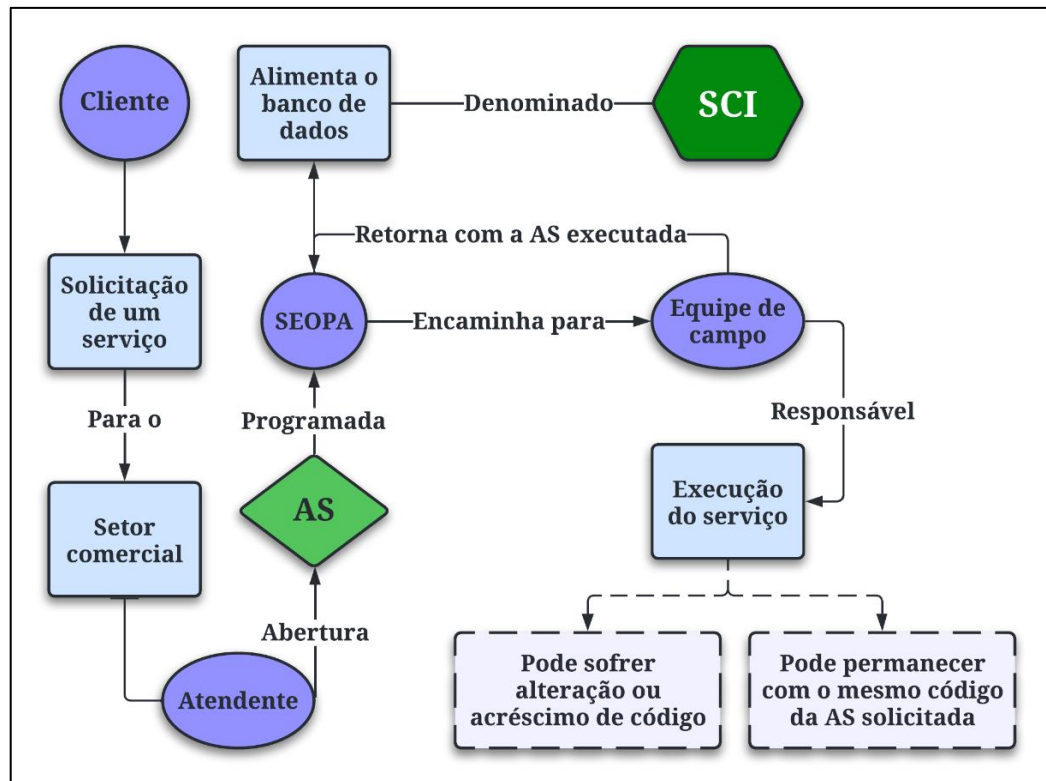 Cliente
Solicitação
de um
serviço
Para o
Setor
comercial
Atendente
Abertura
AS
Programada
SEOPA
Alimenta o
banco de
dados
Denominado
SCI
Retorna com a AS executada
Encaminha para
Equipe de
campo
Responsável
Execução
do serviço
Pode sofrer
alteração ou
acréscimo de código
Pode permanecer
com o mesmo código
da AS solicitada